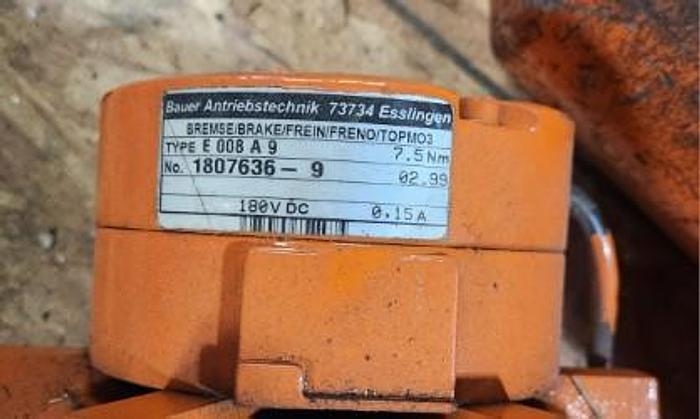 Bauer Antriebstechnik 73734 Esslingen
BREMSE/BRAKE/FREIN/FRENO/TOPMO3
TYPE E 008 A 9 7.5 Nm
No. 1807636 - 9 02.99
180V DC 0.15 A